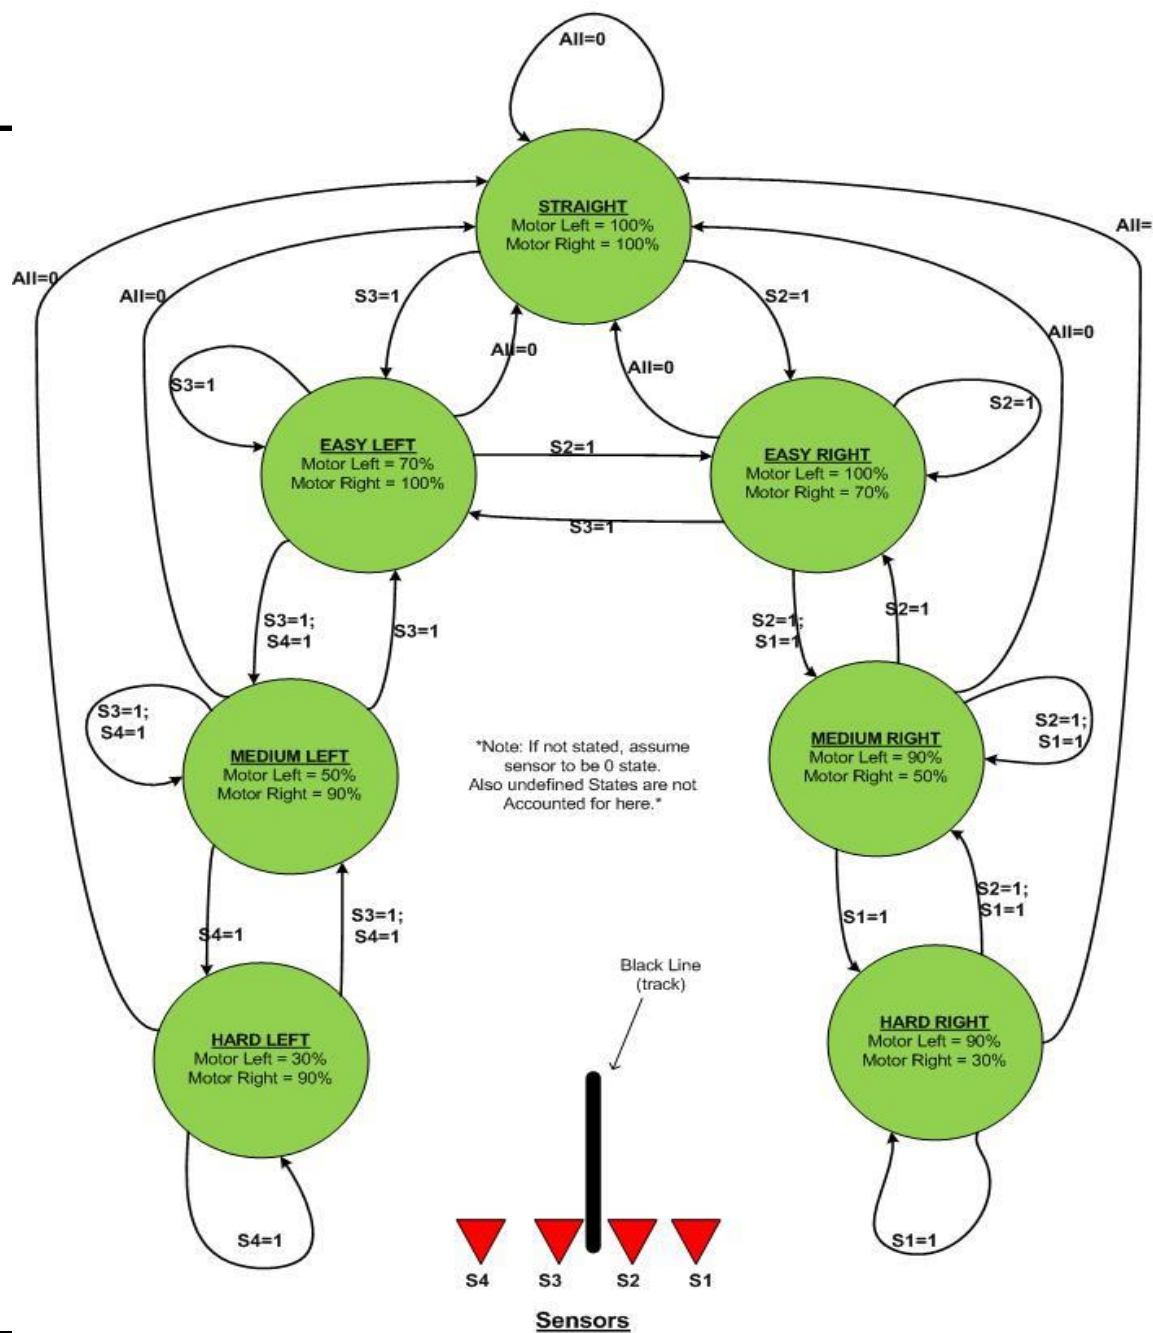 All=0
STRAIGHT
Motor Left = 100%
Motor Right = 100%
All=
All=0
All=0
S3=1
S2=1
All=0
All=0
All=0
S3=1
S2=1
EASY LEFT
Motor Left = 70%
Motor Right = 100%
S2=1
EASY RIGHT
Motor Left = 100%
Motor Right = 70%
S3=1
S3=1;
S4=1
S3=1
S2=1;
S1=1
S2=1
S3=1;
S4=1
MEDIUM LEFT
Motor Left = 50%
Motor Right = 90%
*Note: If not stated, assume
sensor to be 0 state.
Also undefined States are not
Accounted for here.*
MEDIUM RIGHT
Motor Left = 90%
Motor Right = 50%
S2=1;
S1=1
S4=1
S3=1;
S4=1
S1=1
S2=1;
S1=1
Black Line
(track)
HARD LEFT
Motor Left = 30%
Motor Right = 90%
HARD RIGHT
Motor Left = 90%
Motor Right = 30%
S4=1
S1=1
S4
S3
S2
S1
Sensors